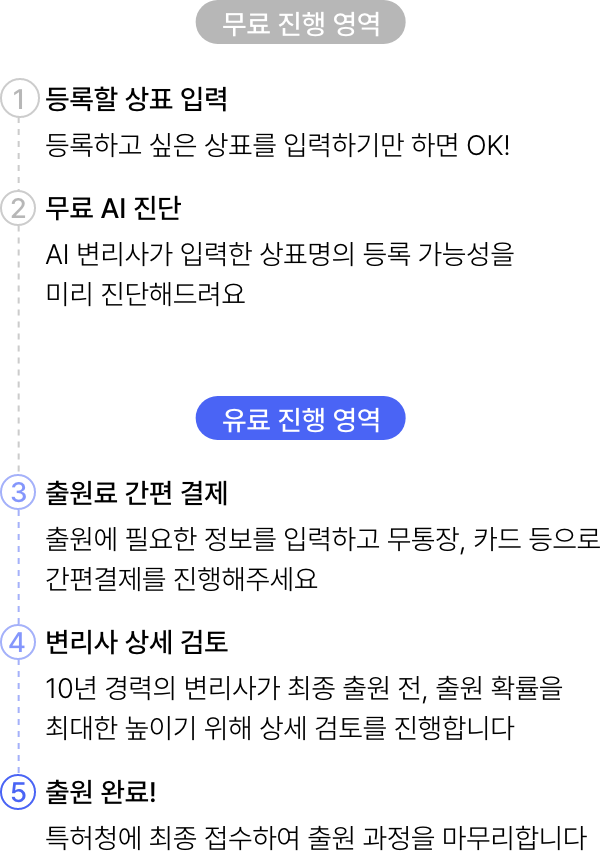 무료 진행 영역
1 등록할 상표 입력
등록하고 싶은 상표를 입력하기만 하면 OK!
2 무료 AI 진단
AI 변리사가 입력한 상표명의 등록 가능성을
미리 진단해드려요
유료 진행 영역
3 출원료 간편 결제
출원에 필요한 정보를 입력하고 무통장, 카드 등으로
간편결제를 진행해주세요
4 변리사 상세 검토
10년 경력의 변리사가 최종 출원 전, 출원 확률을
최대한 높이기 위해 상세 검토를 진행합니다
5 출원 완료!
특허청에 최종 접수하여 출원 과정을 마무리합니다